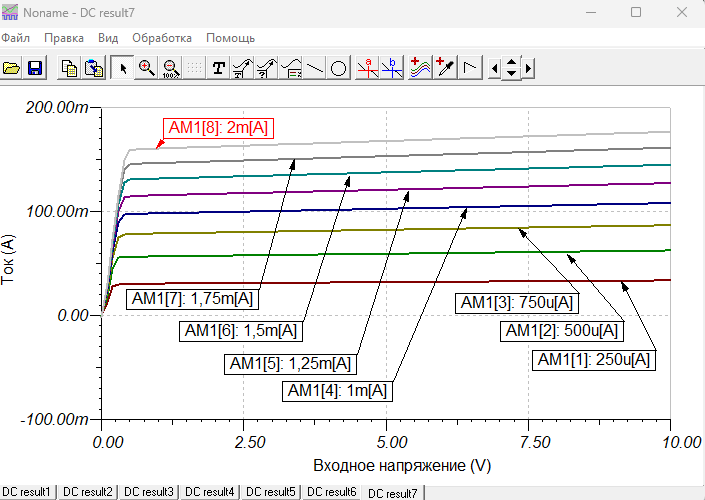 Noname - DC result7
Файл Правка Вид Обработка Помощь
100% T a b
200.00m
AM1[8]: 2m[A]
100.00m
Ток (A)
AM1[7]: 1,75m[A]
AM1[3]: 750u[A]
0.00
AM1[6]: 1,5m[A]
AM1[2]: 500u[A]
AM1[5]: 1,25m[A]
AM1[1]: 250u[A]
AM1[4]: 1m[A]
-100.00m
0.00 2.50 5.00 7.50 10.00
Входное напряжение (V)
DC result1 DC result2 DC result3 DC result4 DC result5 DC result6 DC result7